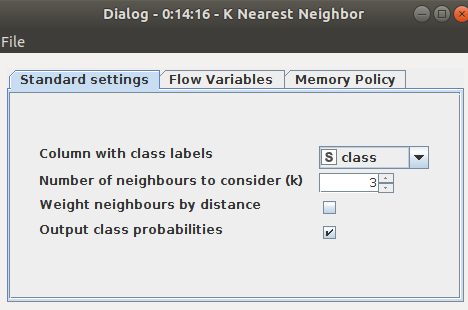 Dialog - 0:14:16 - K Nearest Neighbor
File
Standard settings Flow Variables Memory Policy
Column with class labels S class
Number of neighbours to consider (k) 3
Weight neighbours by distance
Output class probabilities